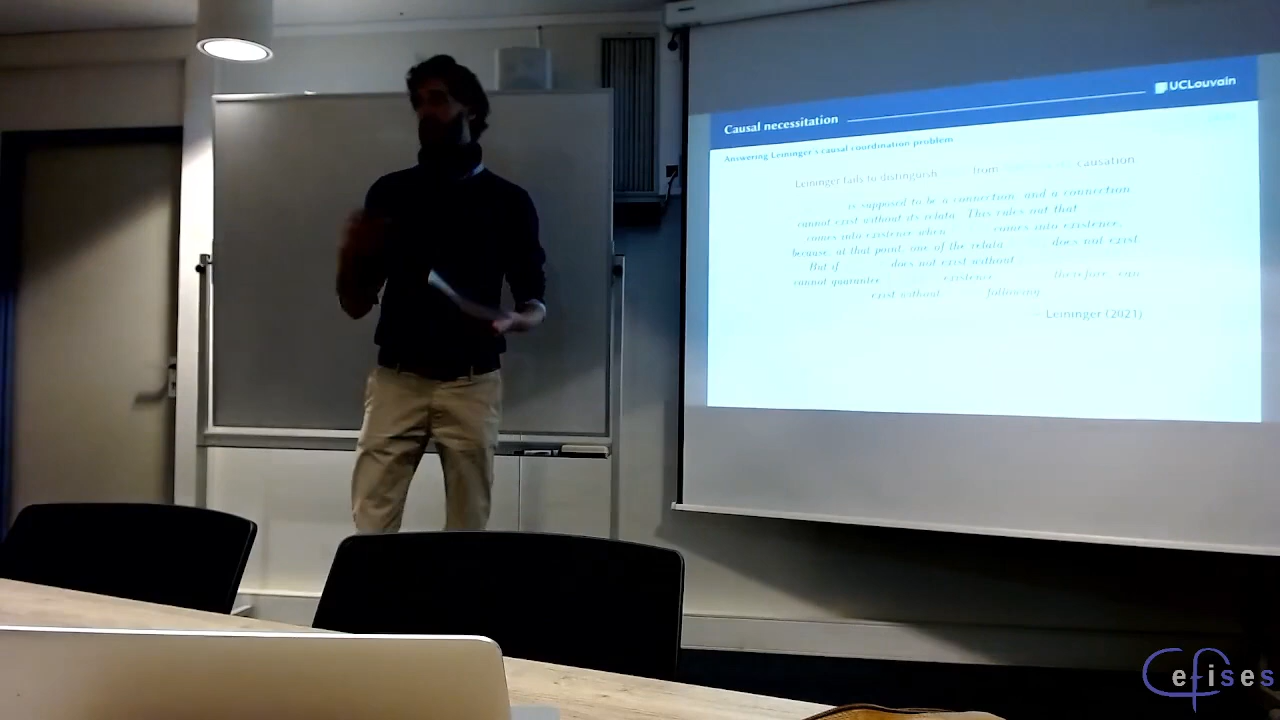 UCLouvain
Causal necessitation
Answering Leininger's causal coordination problem
Leininger fails to distinguish from causation
is supposed to be a connection, and a connection
cannot exist without its relata. This rules out that
comes into existence when comes into existence,
because, at that point, one of the relata does not exist
But if does not exist without
cannot guarantee existence therefore, can
exist without following
- Leininger (2021)
Cefises